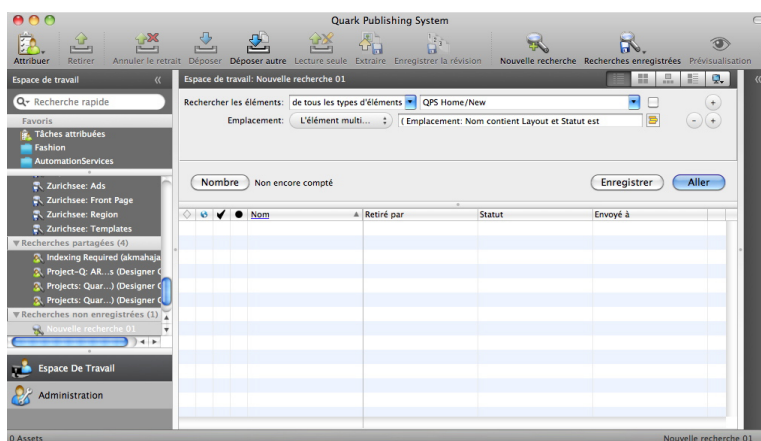 Quark Publishing System
Attribuer Retirer Annuler le retrait Déposer Déposer autre Lecture seule Extraire Enregistrer la révision Nouvelle recherche Recherches enregistrées Prévisualisation
Espace de travail
Espace de travail: Nouvelle recherche 01
Recherche rapide
Rechercher les éléments: de tous les types d'éléments QPS Home/New
Emplacement: L'élément multi... ( Emplacement: Nom contient Layout et Statut est
Favoris
Tâches attribuées
Fashion
AutomationServices
Zurichsee: Ads
Zurichsee: Front Page
Zurichsee: Region
Zurichsee: Templates
Recherches partagées (4)
Indexing Required (akmahaja
Project-Q: AR...s (Designer
Projects: Quar...) (Designer
Projects: Quar...) (Designer
Recherches non enregistrées (1)
Nouvelle recherche 01
Nombre Non encore compté Enregistrer Aller
Nom Retiré par Statut Envoyé à
Espace De Travail
Administration
0 Assets
Nouvelle recherche 01